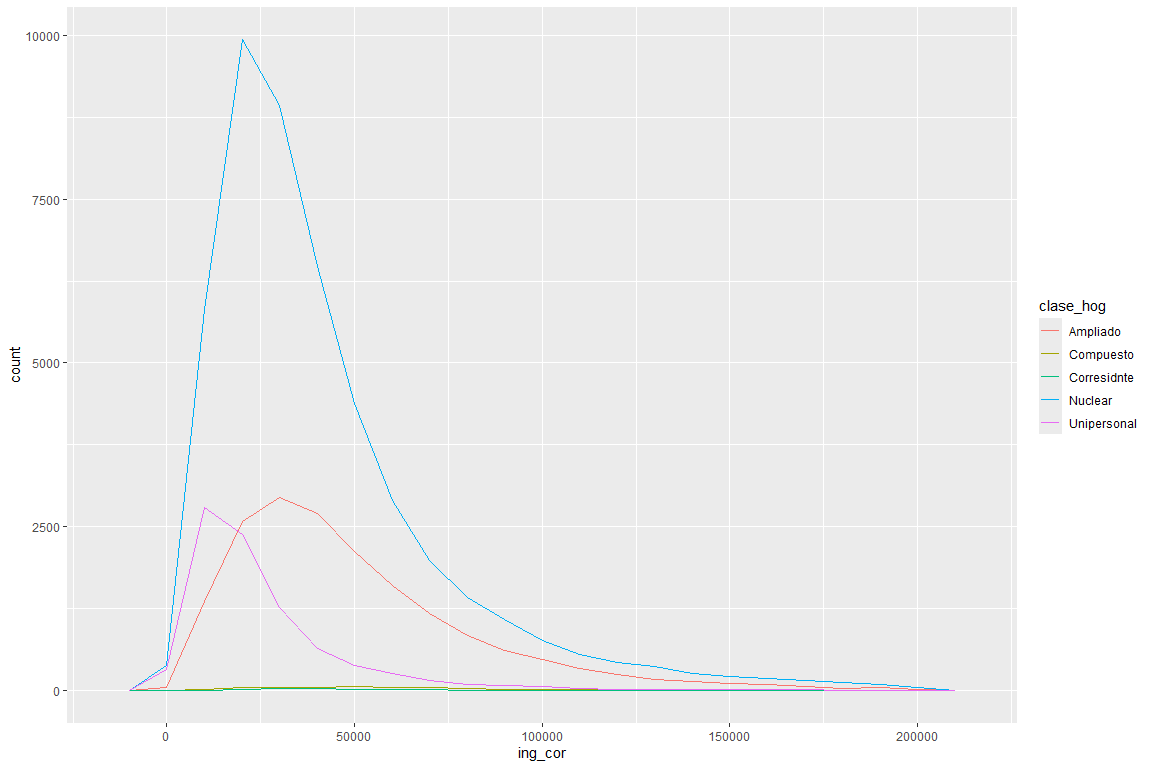 10000
7500
5000
2500
0
count
0 50000 100000 150000 200000
ing_cor
clase_hog
Ampliado
Compuesto
Corresidnte
Nuclear
Unipersonal